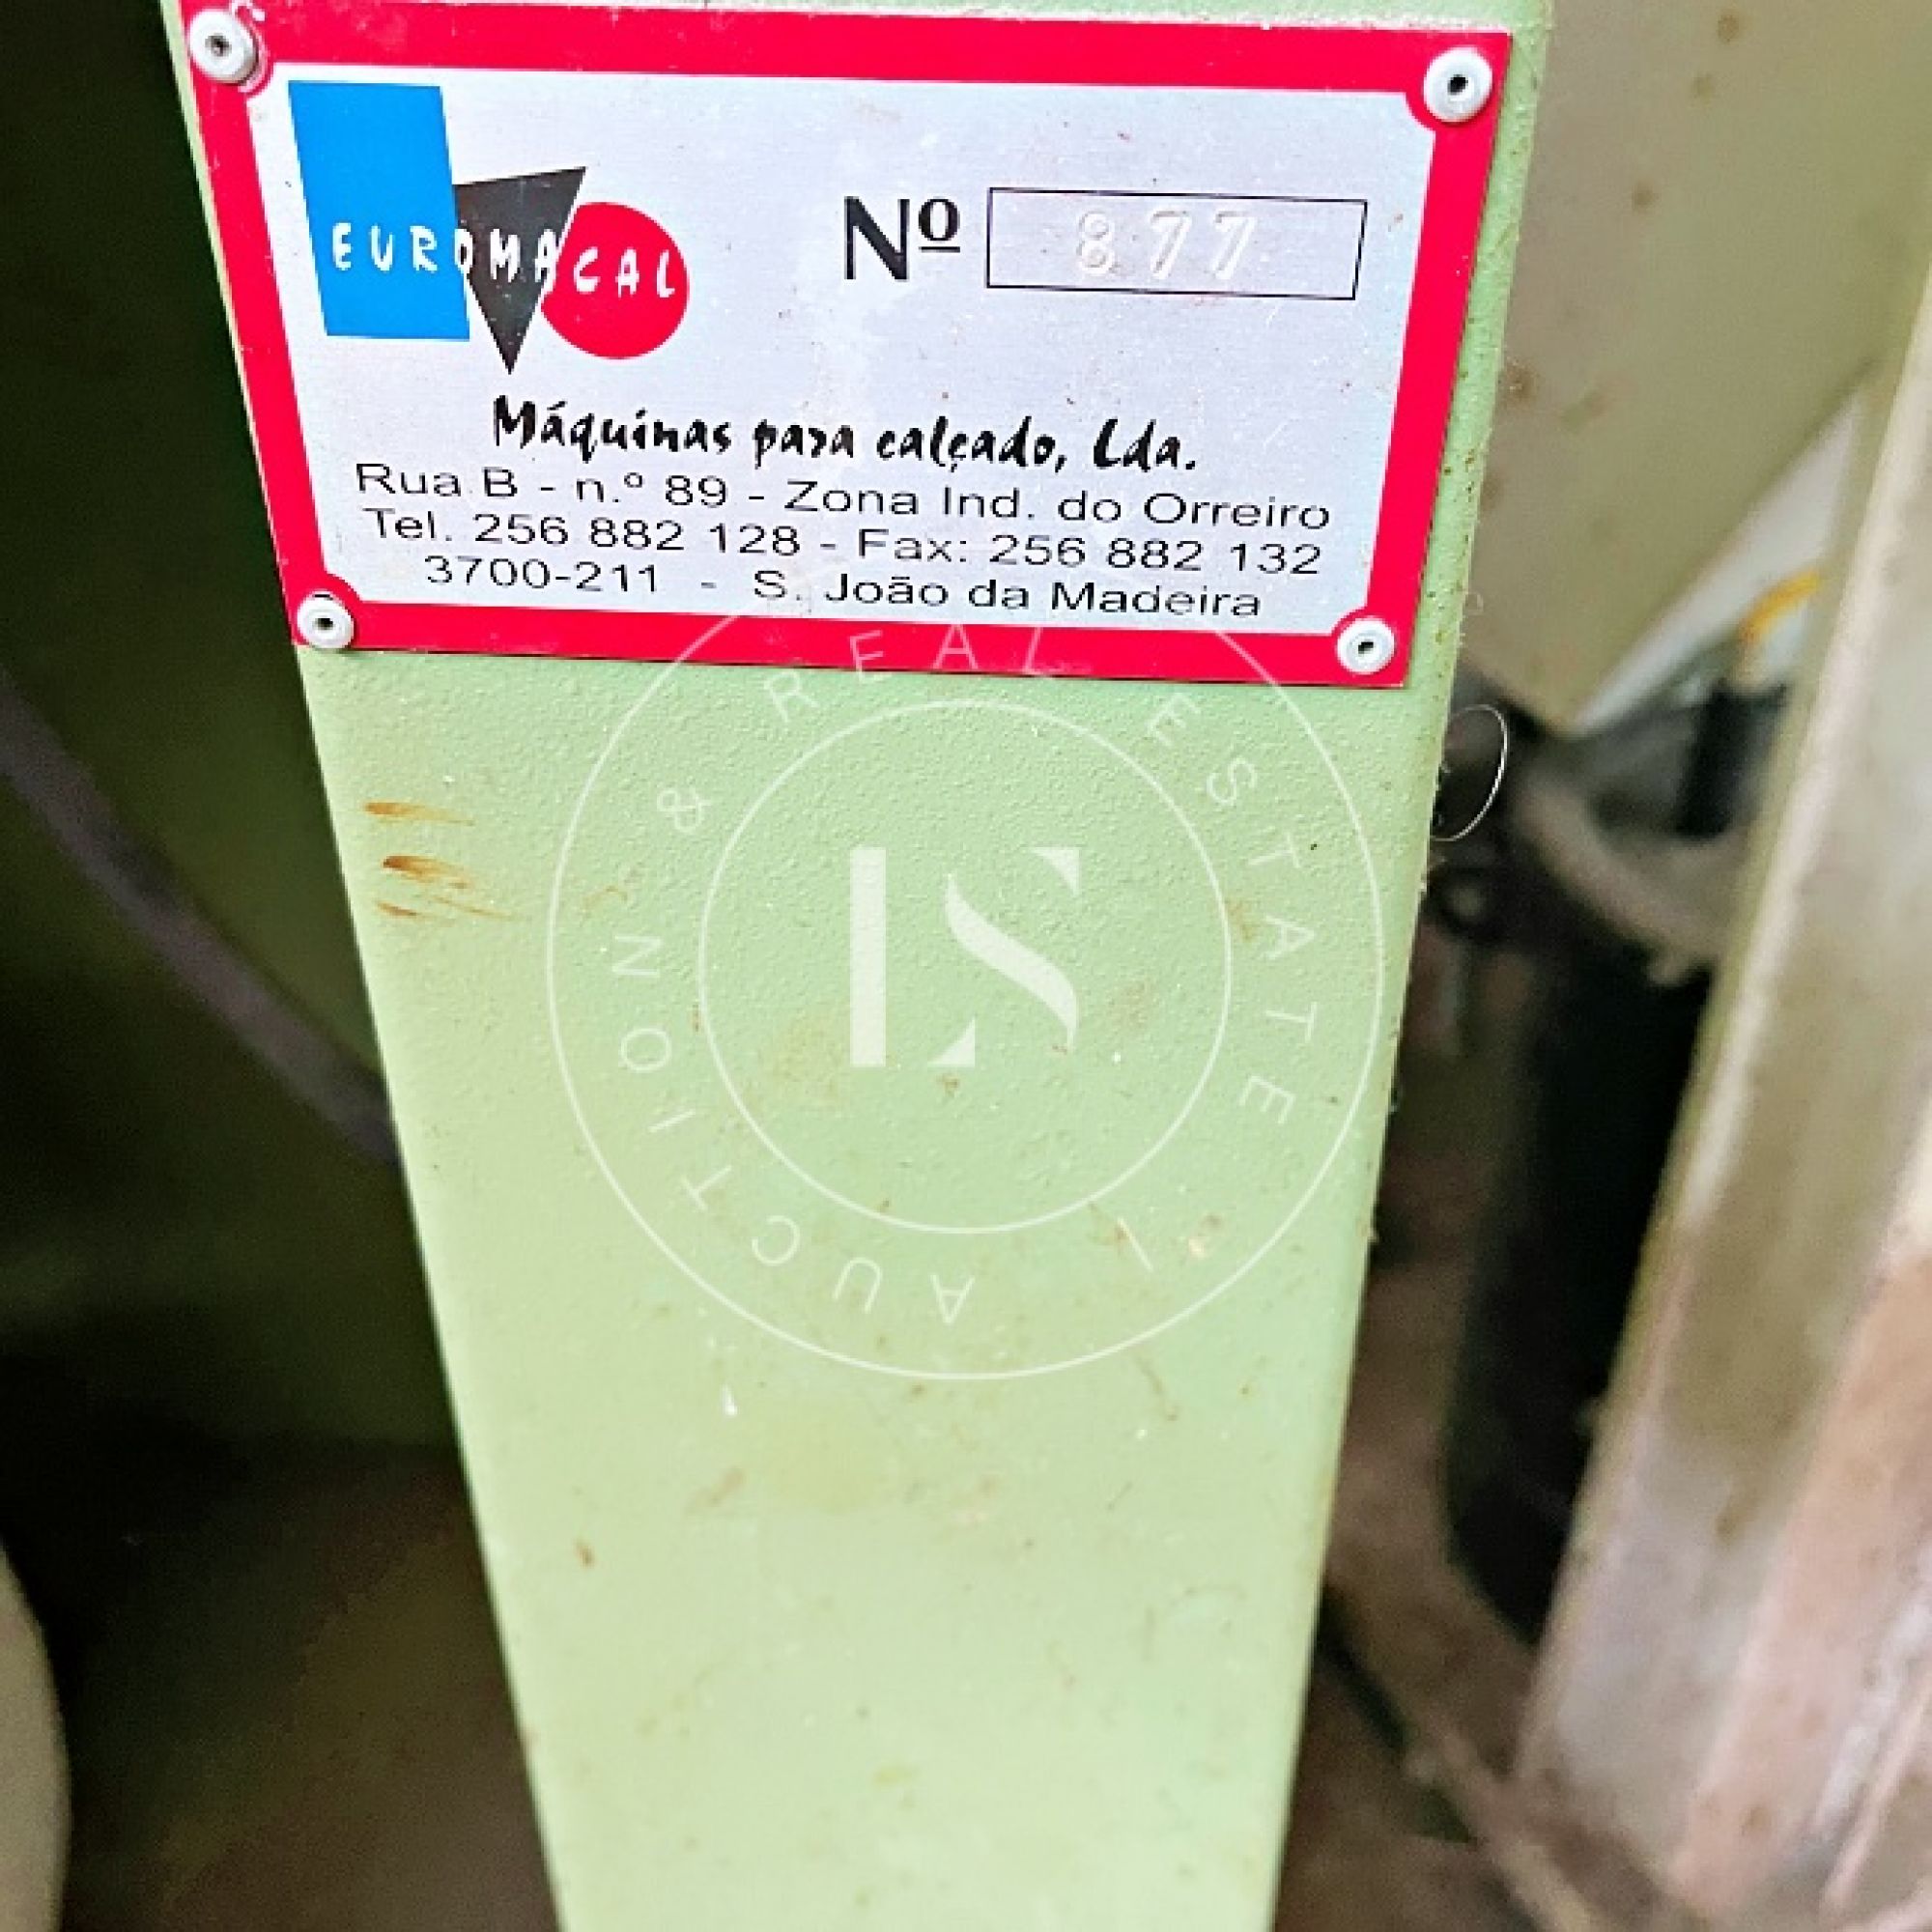 EUROMACAL
Nº 877
Máquinas para calçado, Lda.
Rua B - n.º 89 - Zona Ind. do Orreiro
Tel. 256 882 128 - Fax: 256 882 132
3700-211 - S. João da Madeira
LS
AUCTION & REAL ESTATE |